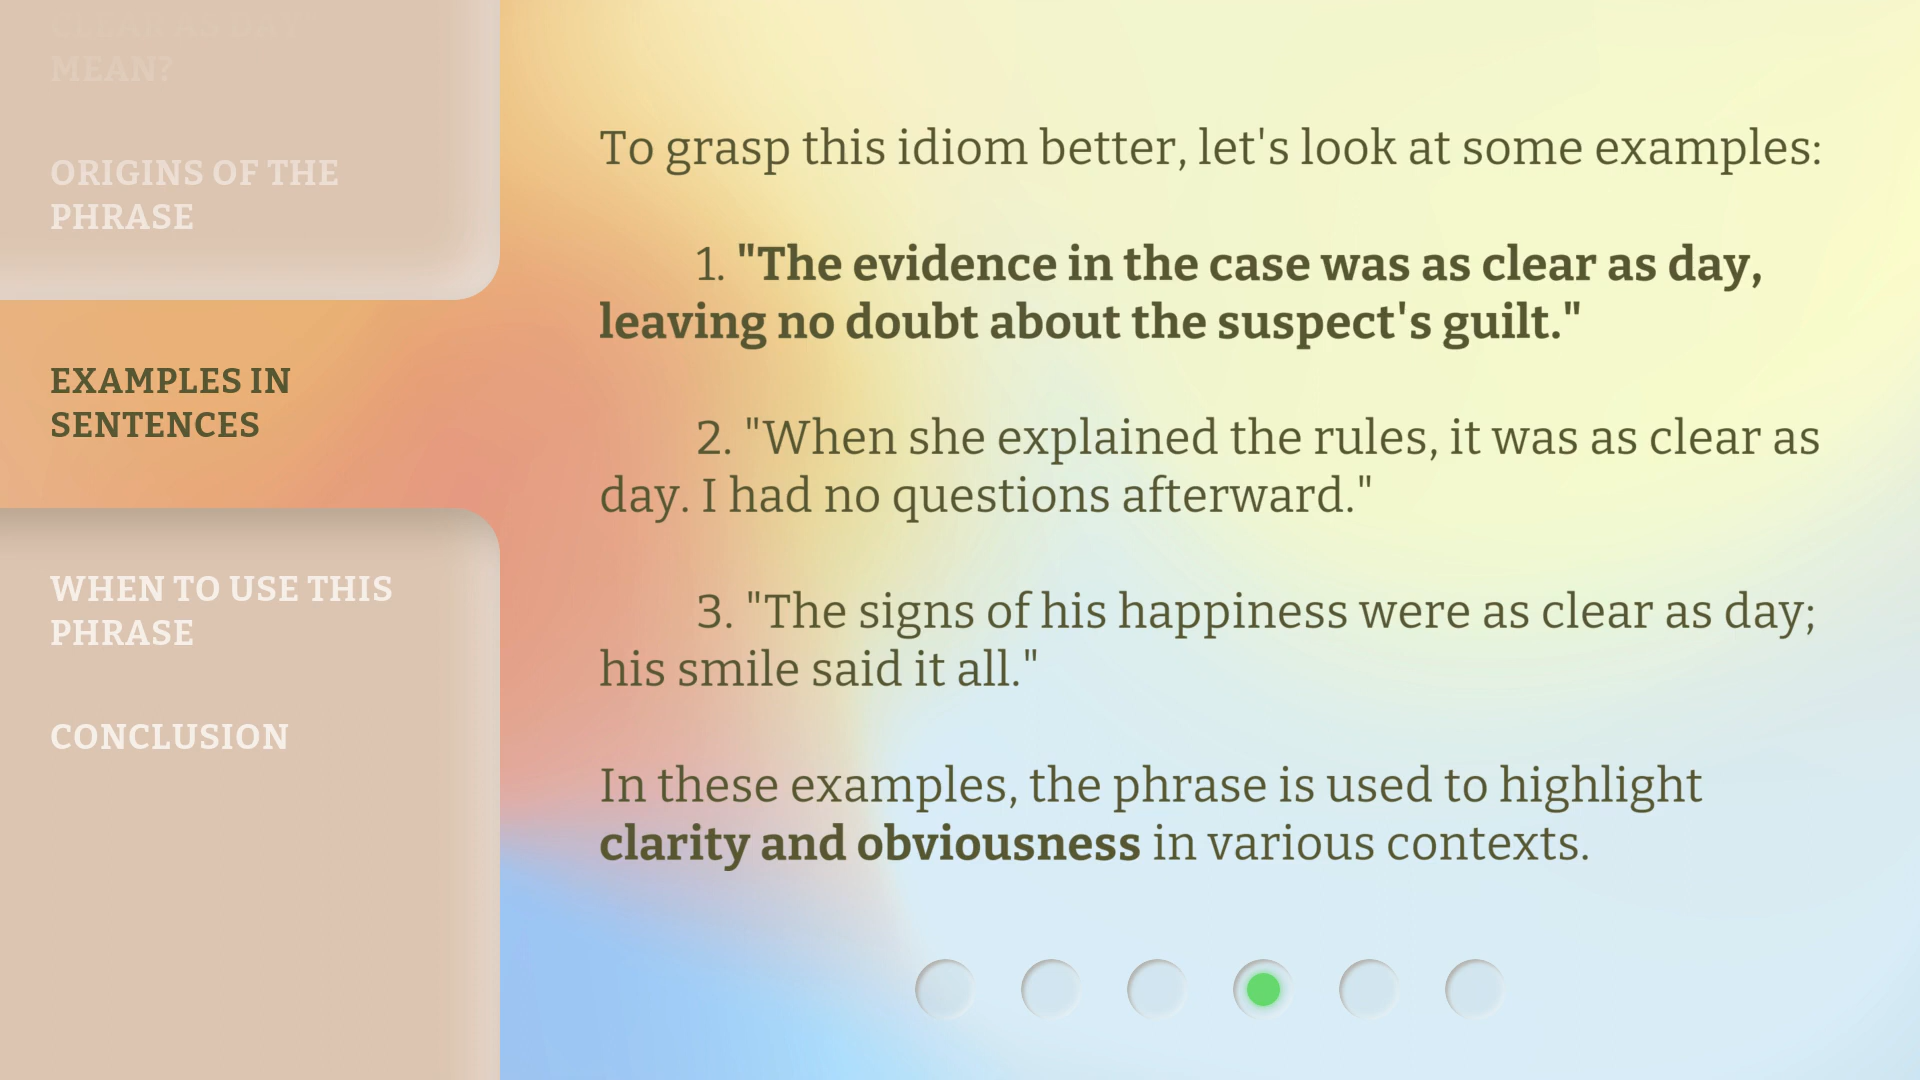 CLEAR AS DAY
MEAN?
ORIGINS OF THE
PHRASE
EXAMPLES IN
SENTENCES
WHEN TO USE THIS
PHRASE
CONCLUSION
To grasp this idiom better, let's look at some examples:
1. "The evidence in the case was as clear as day,
leaving no doubt about the suspect's guilt."
2. "When she explained the rules, it was as clear as
day. I had no questions afterward."
3. "The signs of his happiness were as clear as day;
his smile said it all."
In these examples, the phrase is used to highlight
clarity and obviousness in various contexts.